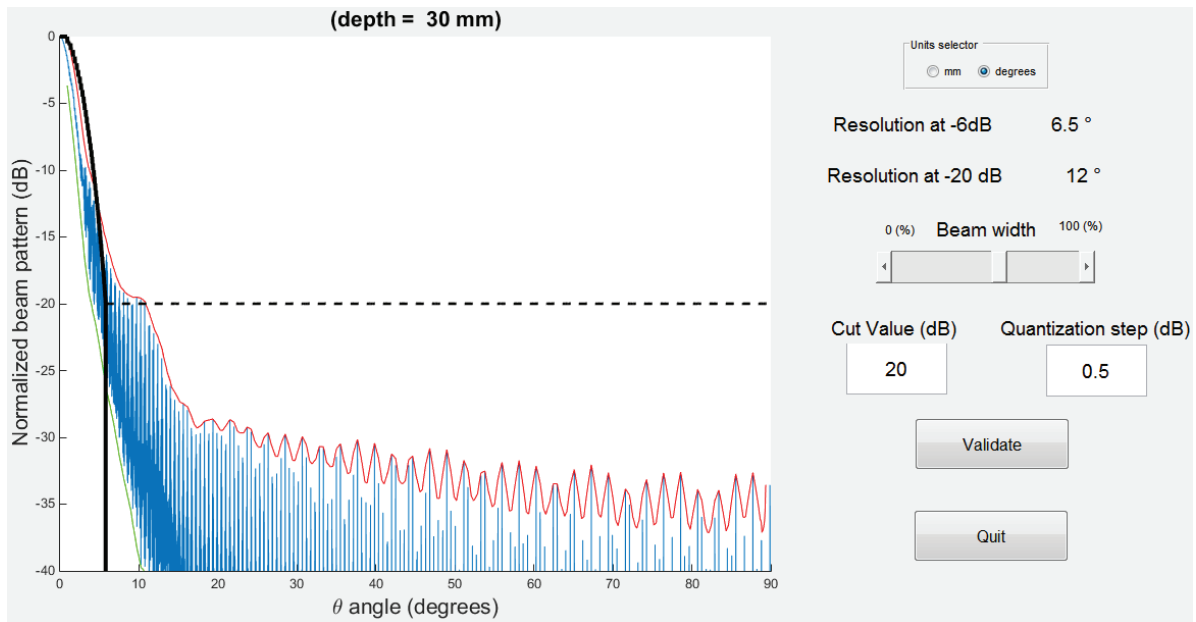 (depth =  30 mm)
0
-5
-10
-15
-20
-25
-30
-35
-40
Normalized beam pattern (dB)
0 10 20 30 40 50 60 70 80 90
θ angle (degrees)
Units selector
mm degrees
Resolution at -6dB 6.5 °
Resolution at -20 dB 12 °
0 (%) Beam width 100 (%)
Cut Value (dB) Quantization step (dB)
20 0.5
Validate
Quit